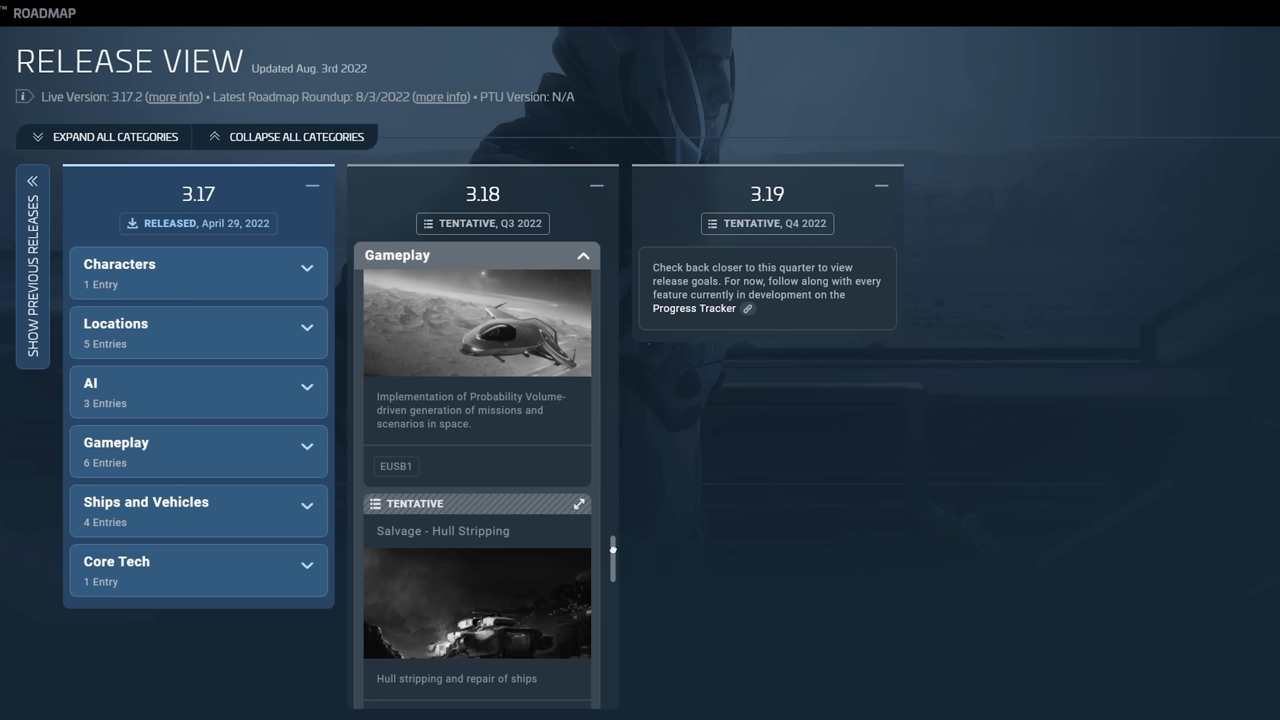 ™ ROADMAP
RELEASE VIEW Updated Aug. 3rd 2022
Live Version: 3.17.2 (more info) • Latest Roadmap Roundup: 8/3/2022 (more info) • PTU Version: N/A
EXPAND ALL CATEGORIES
COLLAPSE ALL CATEGORIES
SHOW PREVIOUS RELEASES
3.17
RELEASED, April 29, 2022
Characters
1 Entry
Locations
5 Entries
AI
3 Entries
Gameplay
6 Entries
Ships and Vehicles
4 Entries
Core Tech
1 Entry
3.18
TENTATIVE, Q3 2022
Gameplay
Implementation of Probability Volume-
driven generation of missions and
scenarios in space.
EUSB1
TENTATIVE
Salvage - Hull Stripping
Hull stripping and repair of ships
3.19
TENTATIVE, Q4 2022
Check back closer to this quarter to view
release goals. For now, follow along with every
feature currently in development on the
Progress Tracker